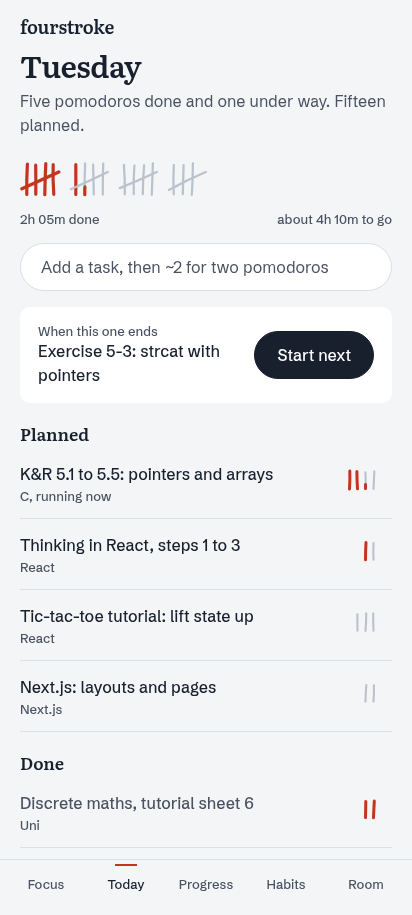 fourstroke
Tuesday
Five pomodoros done and one under way. Fifteen
planned.
2h 05m done
about 4h 10m to go
Add a task, then ~2 for two pomodoros
When this one ends
Exercise 5-3: strcat with
pointers
Start next
Planned
K&R 5.1 to 5.5: pointers and arrays
C, running now
Thinking in React, steps 1 to 3
React
Tic-tac-toe tutorial: lift state up
React
Next.js: layouts and pages
Next.js
Done
Discrete maths, tutorial sheet 6
Uni
Focus
Today
Progress
Habits
Room